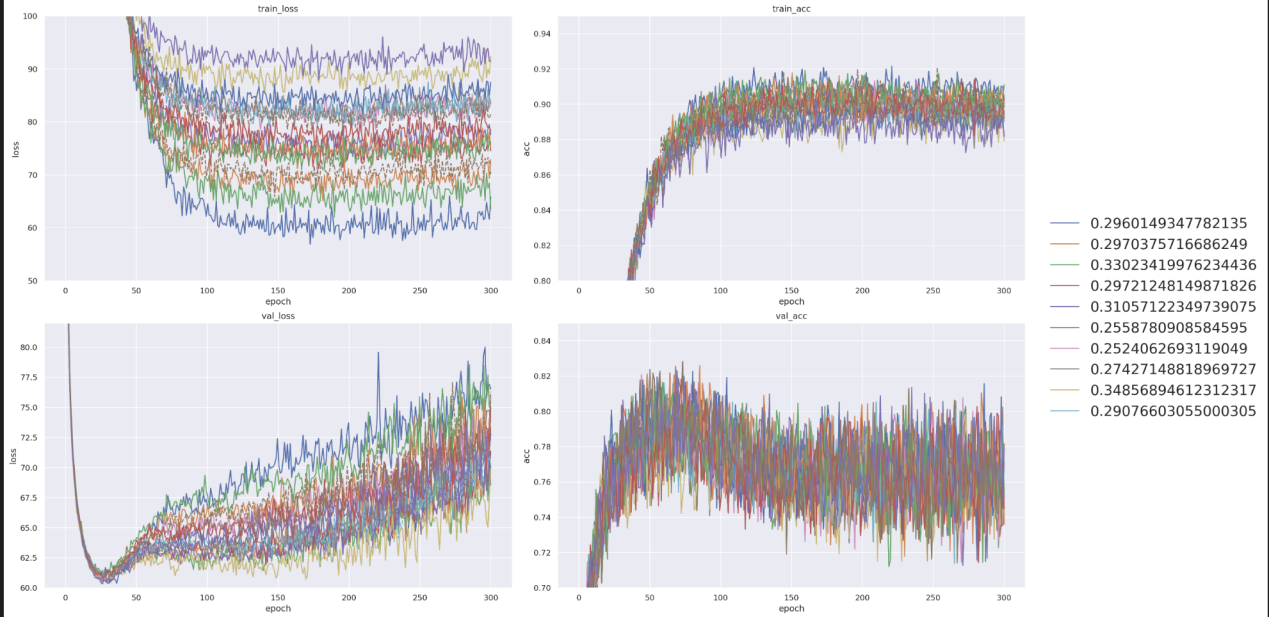 train_loss
100
90
80
70
60
50
loss
0 50 100 150 200 250 300
epoch
train_acc
0.94
0.92
0.90
0.88
0.86
0.84
0.82
0.80
acc
0 50 100 150 200 250 300
epoch
val_loss
80.0
77.5
75.0
72.5
70.0
67.5
65.0
62.5
60.0
loss
0 50 100 150 200 250 300
epoch
val_acc
0.84
0.82
0.80
0.78
0.76
0.74
0.72
0.70
acc
0 50 100 150 200 250 300
epoch
0.2960149347782135
0.2970375716686249
0.33023419976234436
0.29721248149871826
0.31057122349739075
0.2558780908584595
0.2524062693119049
0.27427148818969727
0.34856894612312317
0.29076603055000305